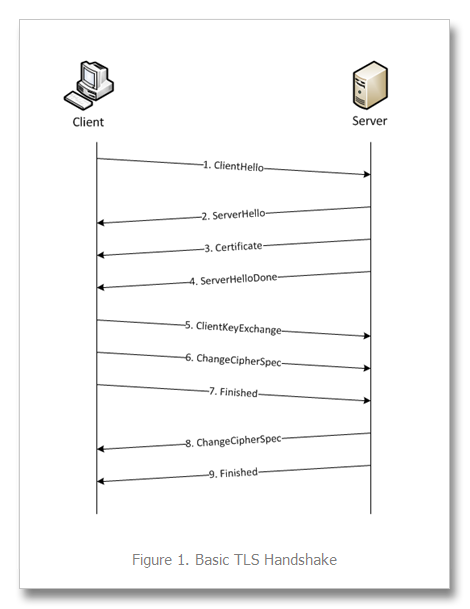 Client
Server
1. ClientHello
2. ServerHello
3. Certificate
4. ServerHelloDone
5. ClientKeyExchange
6. ChangeCipherSpec
7. Finished
8. ChangeCipherSpec
9. Finished
Figure 1. Basic TLS Handshake